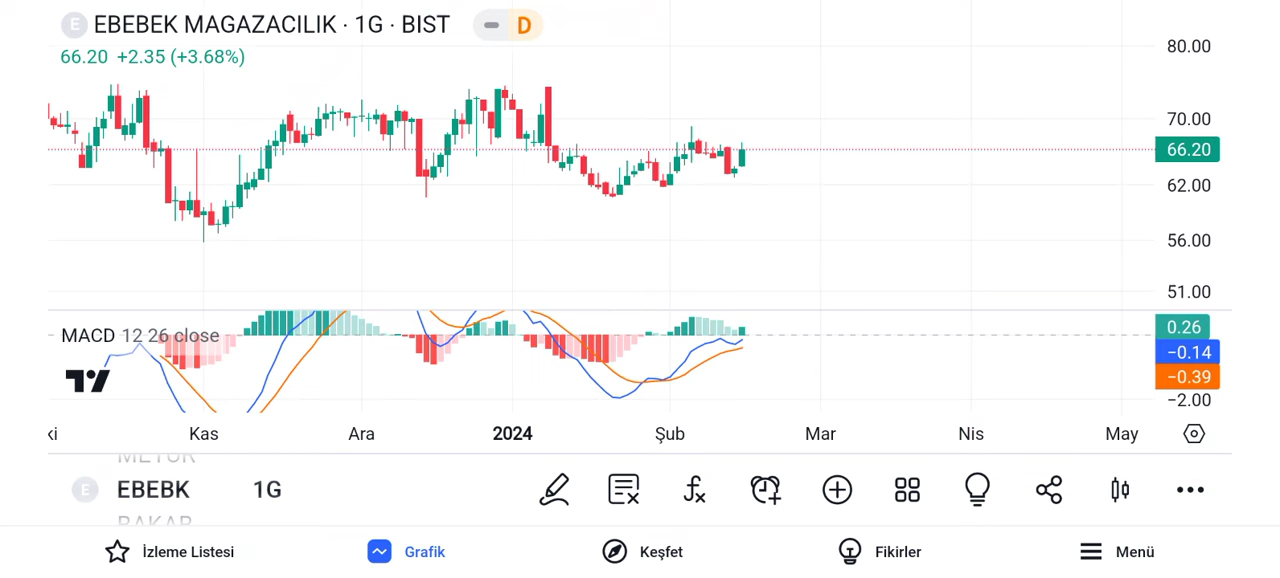 E EBEBEK MAGAZACILIK · 1G · BIST D
66.20 +2.35 (+3.68%)
80.00
70.00
66.20
62.00
56.00
51.00
MACD 12 26 close
0.26
−0.14
−0.39
−2.00
Kas Ara 2024 Şub Mar Nis May
METUR
E EBEBK 1G
BAKAB
İzleme Listesi Grafik Keşfet Fikirler Menü